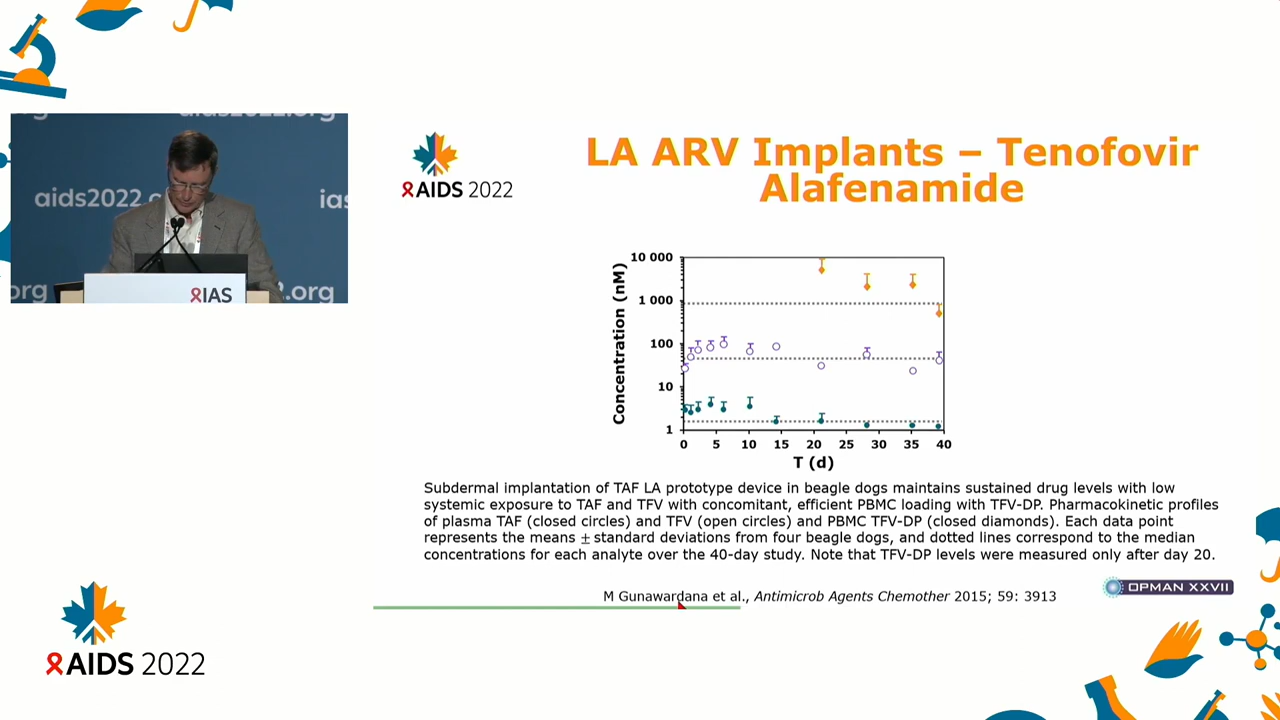 aids2022.org
aids2022.o
ias
org
2.org
IAS
AIDS 2022
LA ARV Implants – Tenofovir
Alafenamide
Concentration (nM)
10 000
1 000
100
10
1
0 5 10 15 20 25 30 35 40
T (d)
Subdermal implantation of TAF LA prototype device in beagle dogs maintains sustained drug levels with low
systemic exposure to TAF and TFV with concomitant, efficient PBMC loading with TFV-DP. Pharmacokinetic profiles
of plasma TAF (closed circles) and TFV (open circles) and PBMC TFV-DP (closed diamonds). Each data point
represents the means ± standard deviations from four beagle dogs, and dotted lines correspond to the median
concentrations for each analyte over the 40-day study. Note that TFV-DP levels were measured only after day 20.
M Gunawardana et al., Antimicrob Agents Chemother 2015; 59: 3913
OPMAN XXVII
AIDS 2022